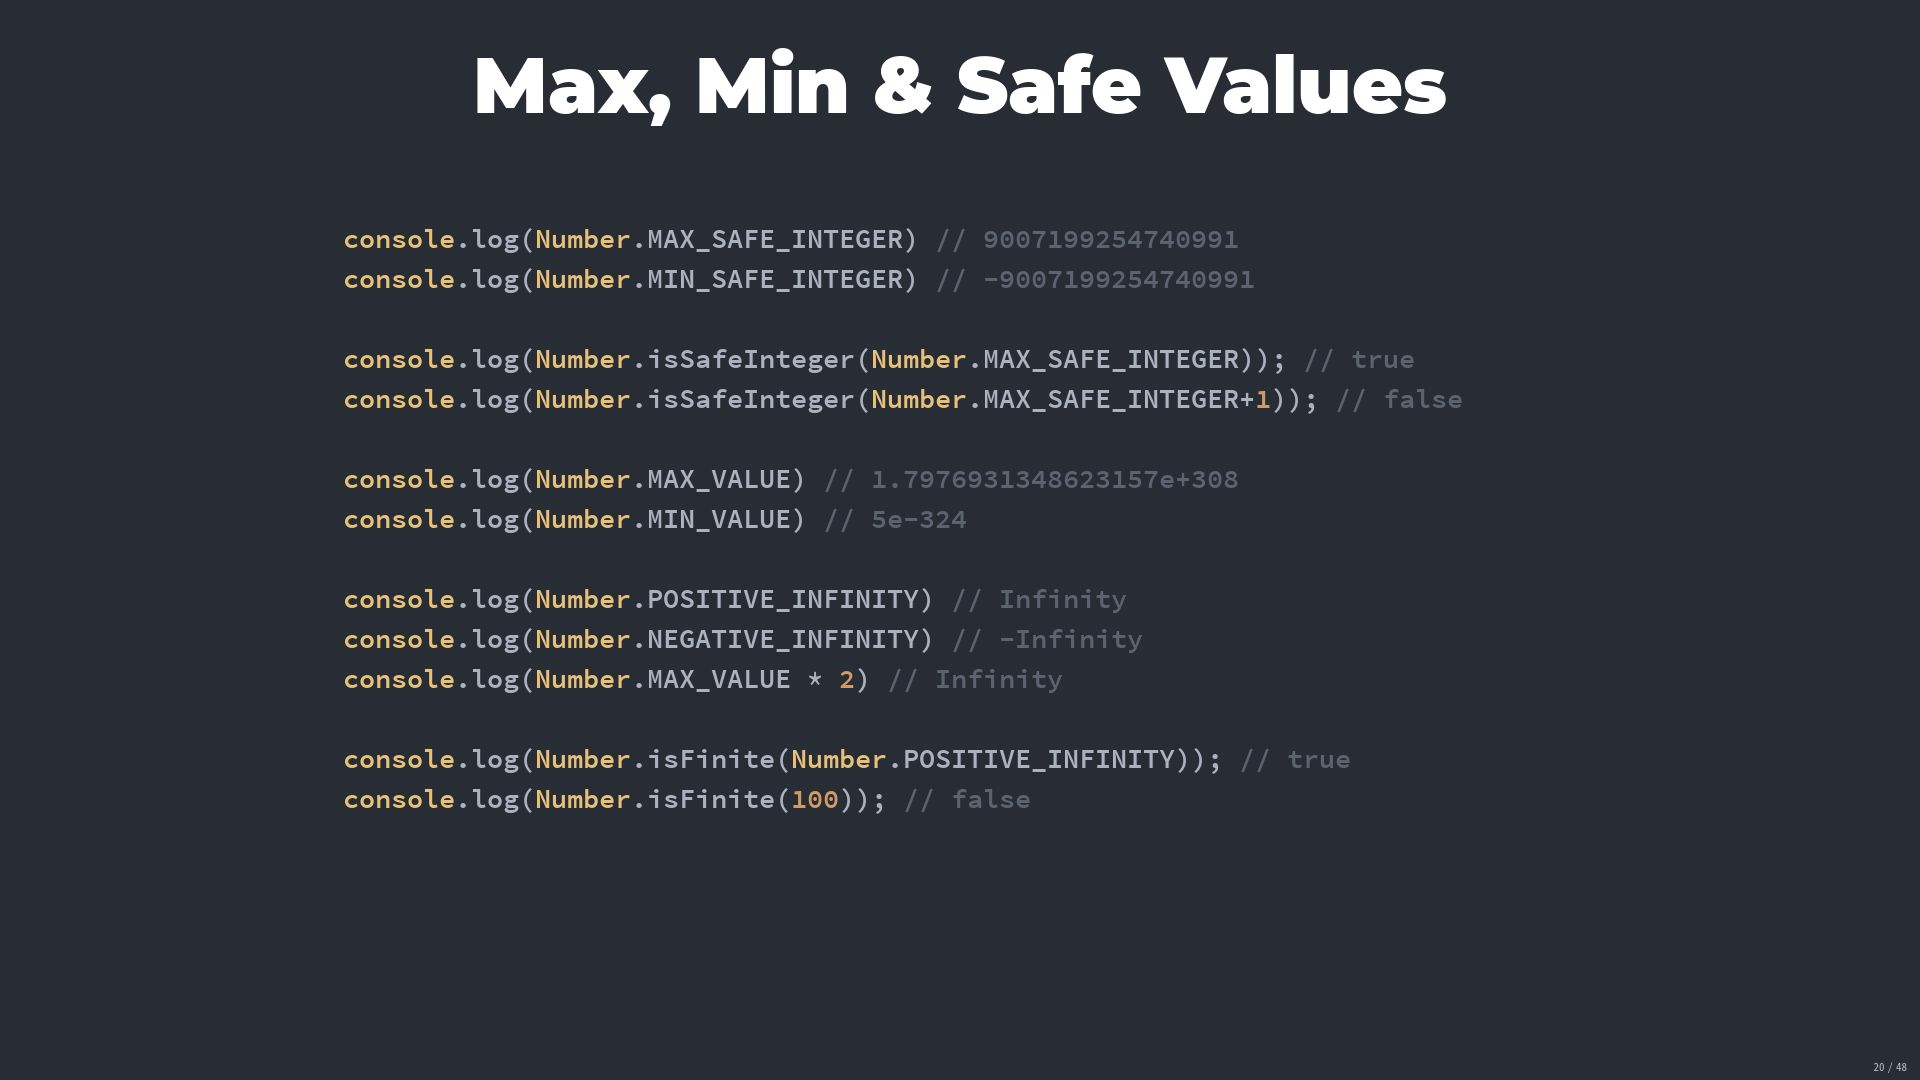 Max, Min & Safe Values
console.log(Number.MAX_SAFE_INTEGER) // 9007199254740991
console.log(Number.MIN_SAFE_INTEGER) // -9007199254740991
console.log(Number.isSafeInteger(Number.MAX_SAFE_INTEGER)); // true
console.log(Number.isSafeInteger(Number.MAX_SAFE_INTEGER+1)); // false
console.log(Number.MAX_VALUE) // 1.7976931348623157e+308
console.log(Number.MIN_VALUE) // 5e-324
console.log(Number.POSITIVE_INFINITY) // Infinity
console.log(Number.NEGATIVE_INFINITY) // -Infinity
console.log(Number.MAX_VALUE * 2) // Infinity
console.log(Number.isFinite(Number.POSITIVE_INFINITY)); // true
console.log(Number.isFinite(100)); // false
20 / 48